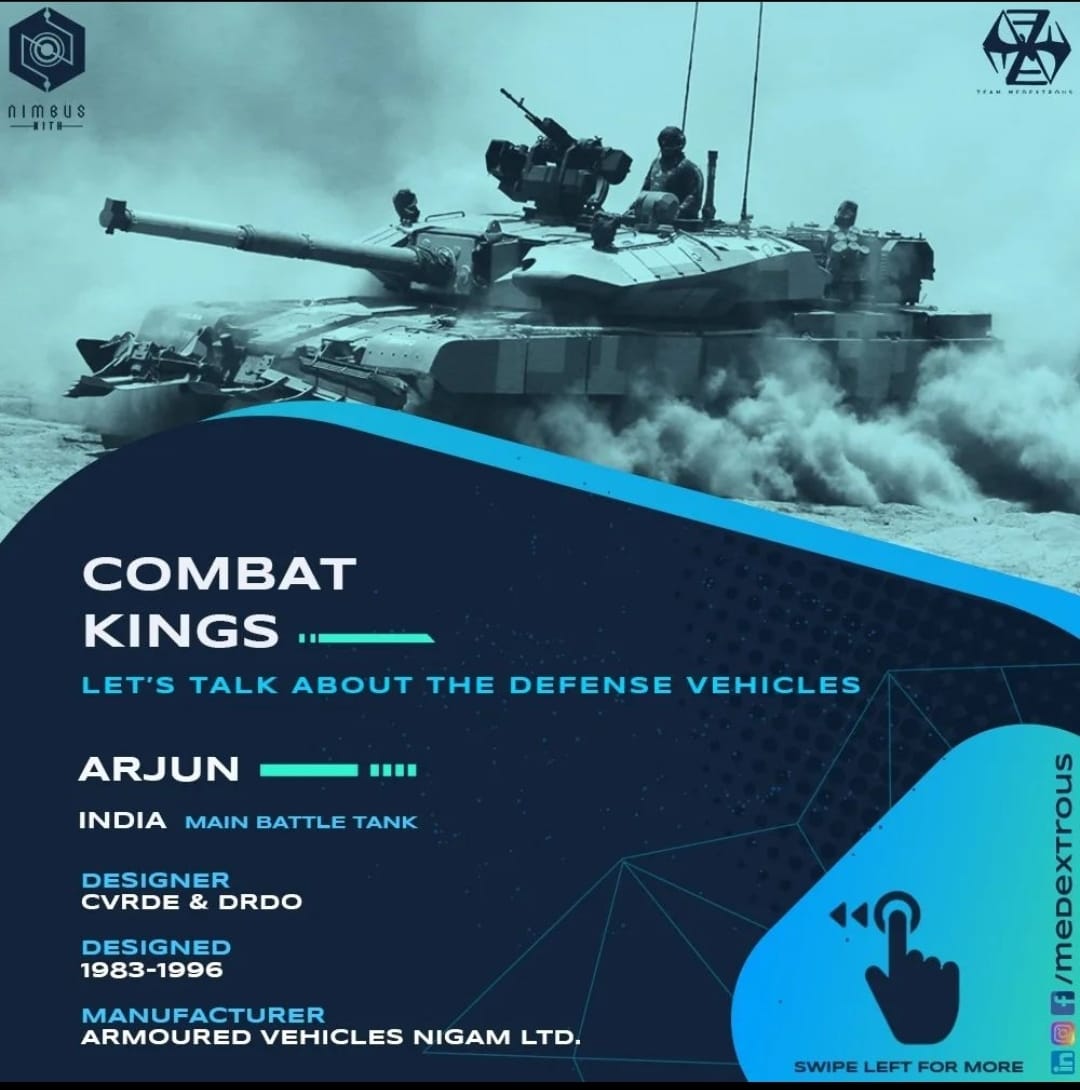 NIMBUS
NITH
TEAM MEDEXTROUS
COMBAT
KINGS
LET'S TALK ABOUT THE DEFENSE VEHICLES
ARJUN
INDIA MAIN BATTLE TANK
DESIGNER
CVRDE & DRDO
DESIGNED
1983-1996
MANUFACTURER
ARMOURED VEHICLES NIGAM LTD.
SWIPE LEFT FOR MORE
/MEDEXTROUS